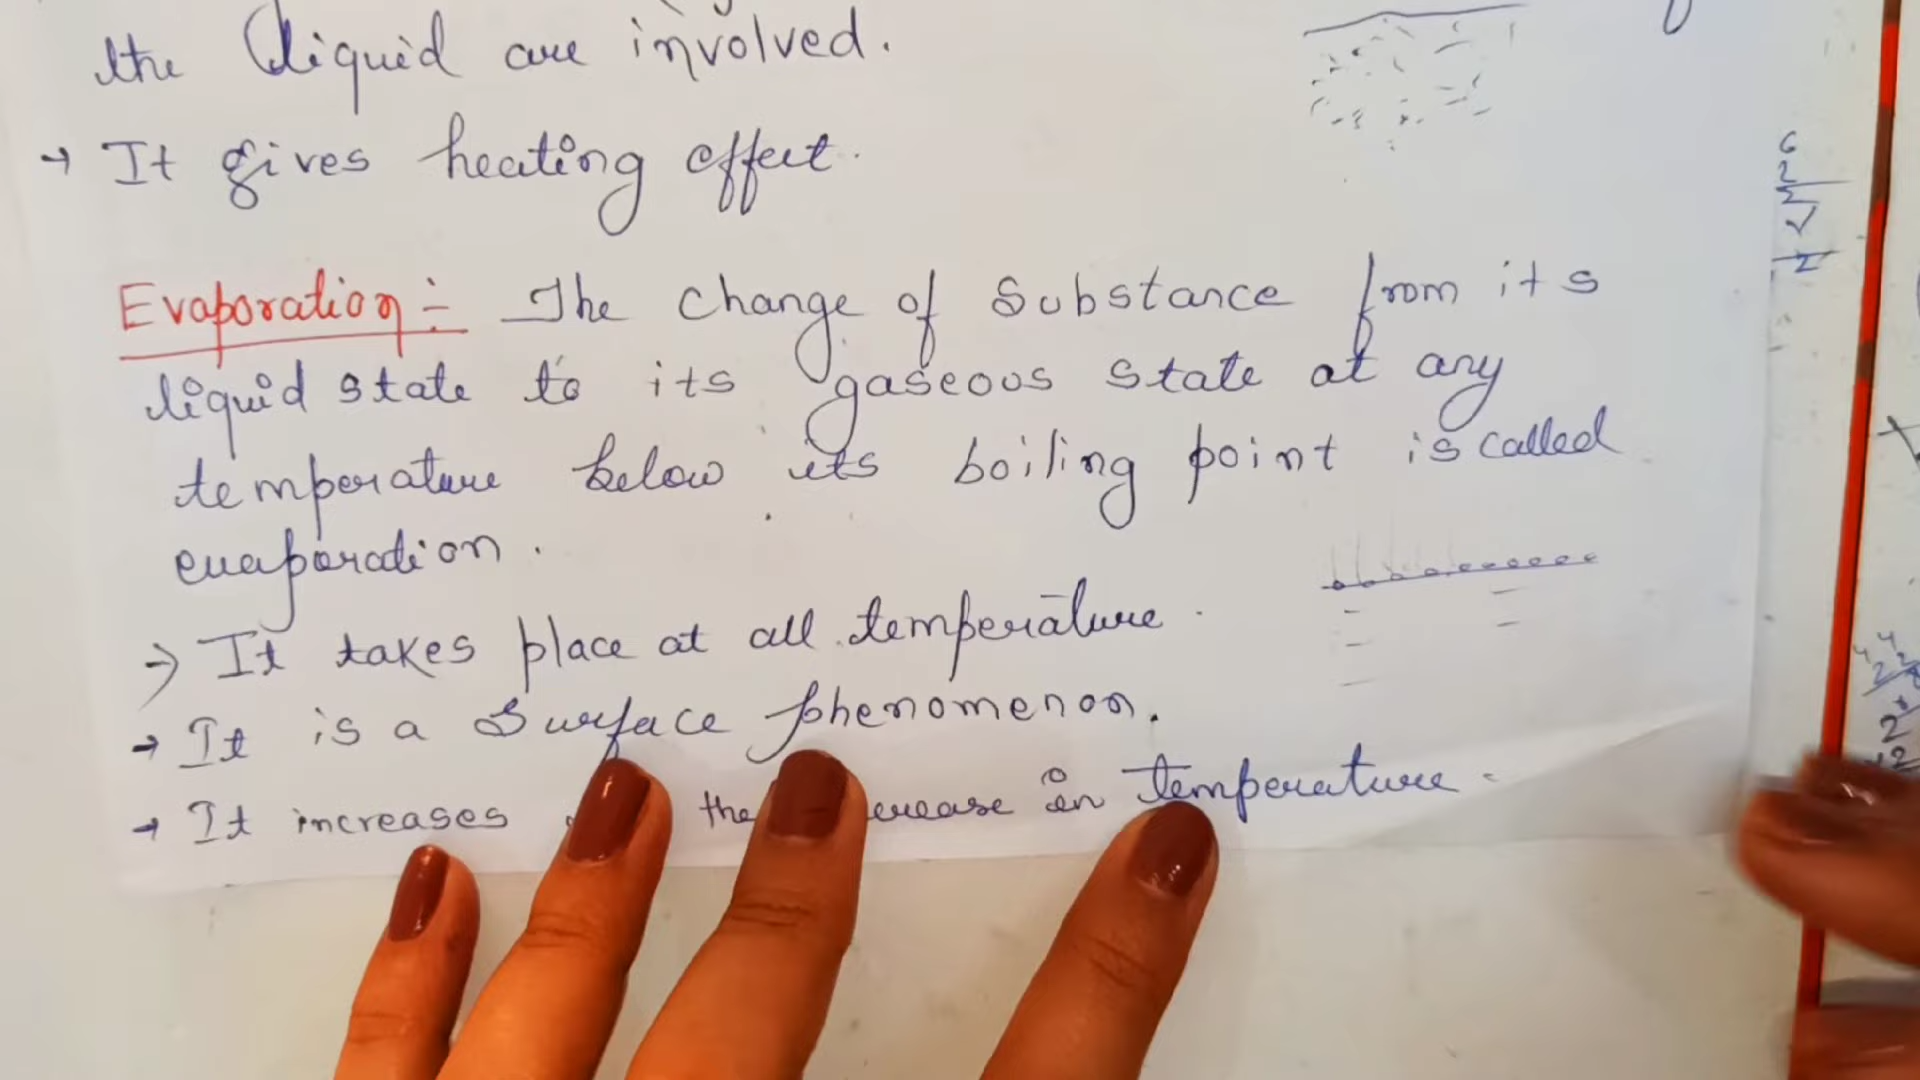 the liquid are involved.
→ It gives heating effect.
Evaporation :- The change of Substance from its
liquid state to its gaseous state at any
temperature below its boiling point is called
evaporation.
→ It takes place at all temperature.
→ It is a Surface phenomenon.
→ It increases the in temperature.